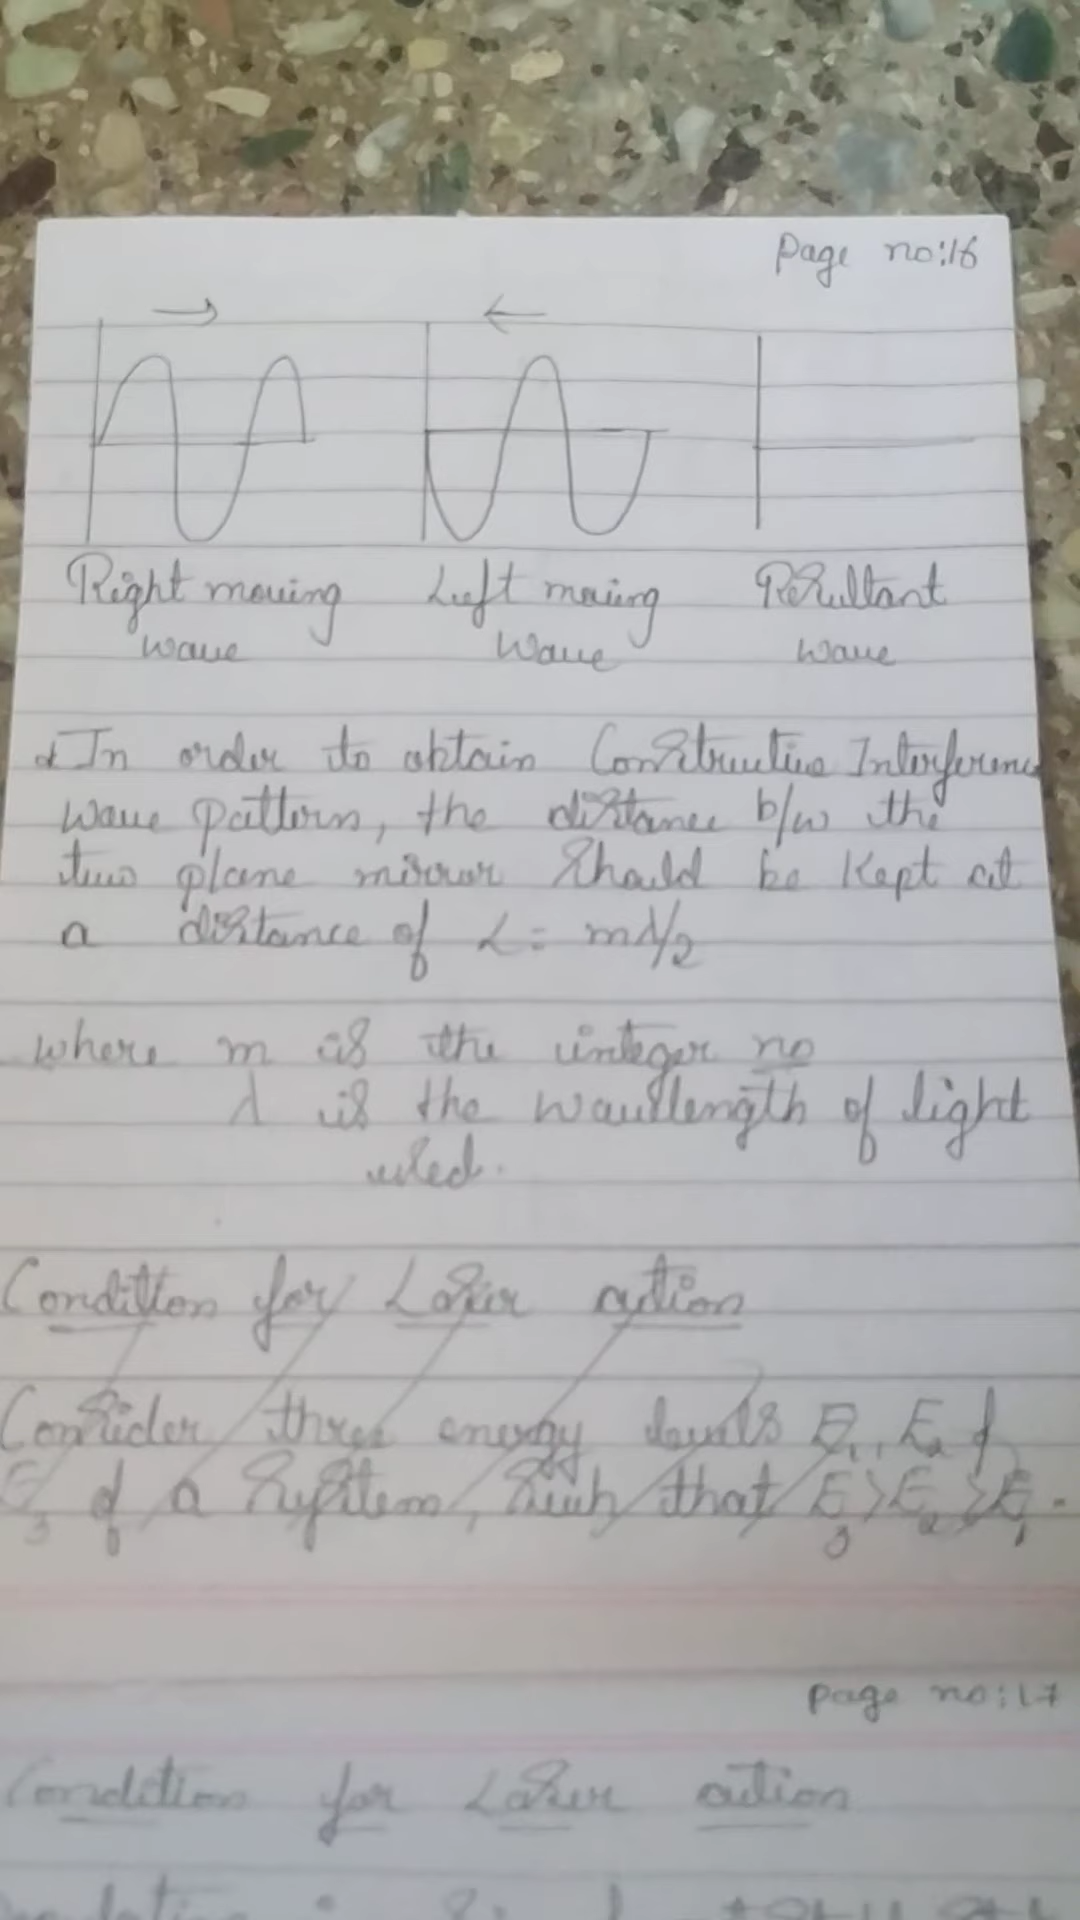 Page no:16
Right moving Left moving Resultant
wave wave wave
In order to obtain Constructive Interference
wave pattern, the distance b/w the
two plane mirror should be kept at
a distance of L = mλ/2
where m is the integer no
λ is the wavelength of light
used.
Condition for Laser action
Consider three energy levels E₁, E₂ &
E₃ of a system, such that E₃>E₂>E₁.
page no:17
Condition for Laser action